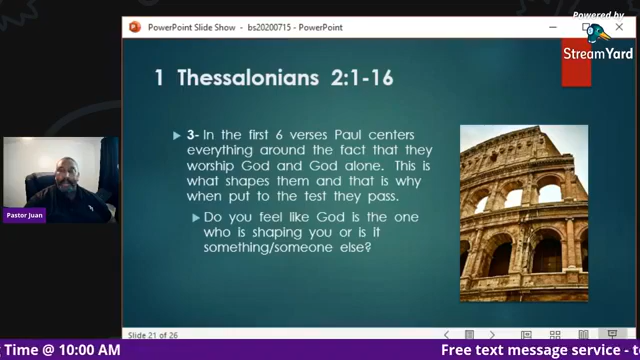 PowerPoint Slide Show - bs20200715 - PowerPoint
Powered by
StreamYard
1 Thessalonians 2:1-16
3- In the first 6 verses Paul centers
everything around the fact that they
worship God and God alone. This is
what shapes them and that is why
when put to the test they pass.
Do you feel like God is the one
who is shaping you or is it
something/someone else?
Pastor Juan
Slide 21 of 26
Time @ 10:00 AM
Free text message service -